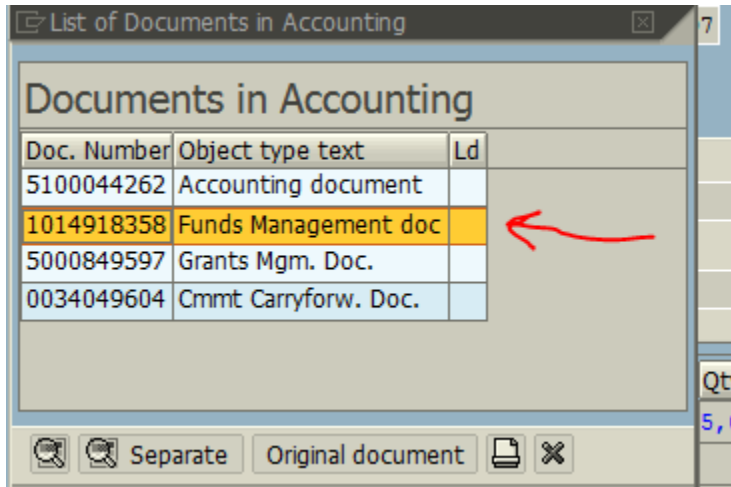 List of Documents in Accounting
7
Documents in Accounting
Doc. Number Object type text Ld
5100044262 Accounting document
1014918358 Funds Management doc
5000849597 Grants Mgm. Doc.
0034049604 Cmmt Carryforw. Doc.
Qt
5,
Separate Original document